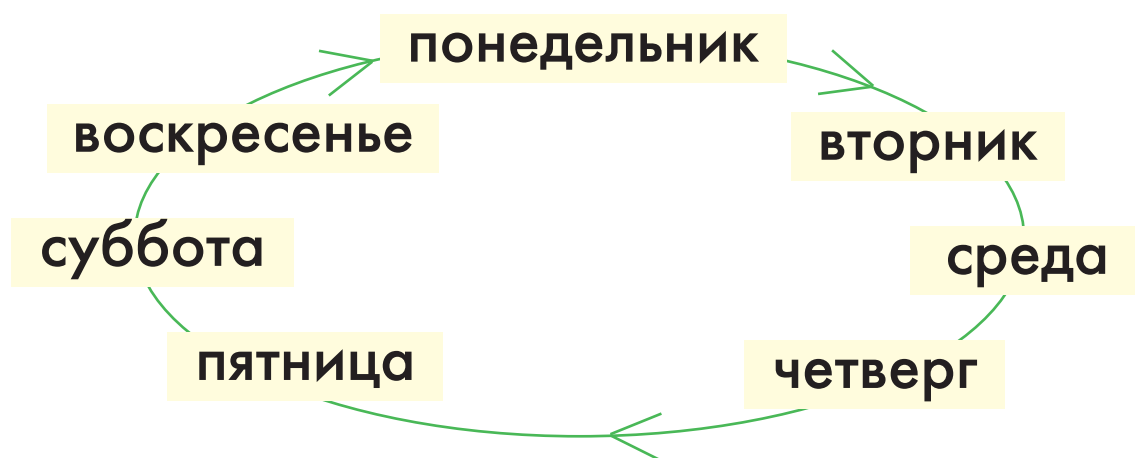 понедельник
вторник
среда
четверг
пятница
суббота
воскресенье